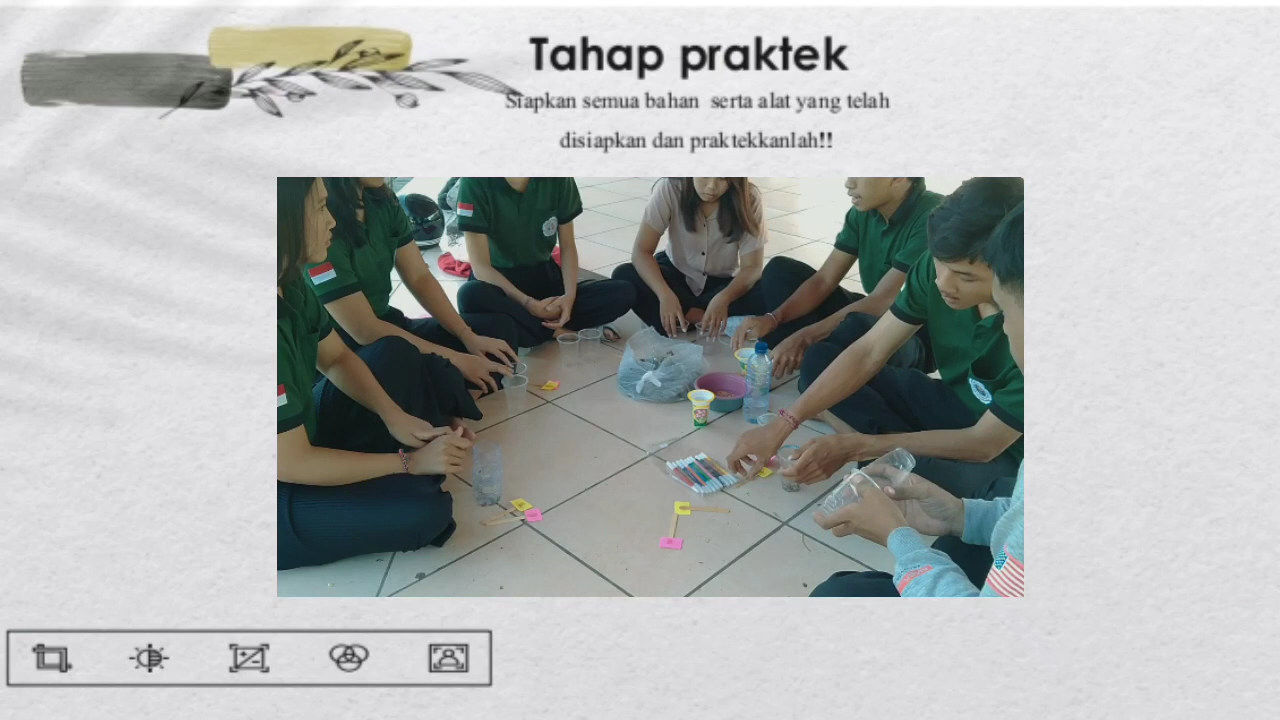 Tahap praktek
Siapkan semua bahan serta alat yang telah
disiapkan dan praktekkanlah!!